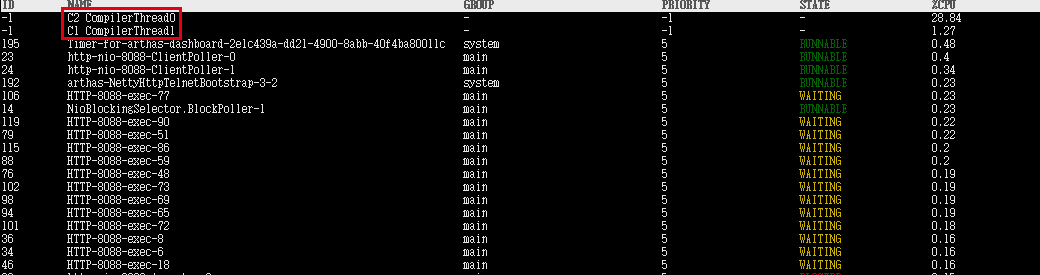 ID NAME GROUP PRIORITY STATE %CPU
-1 C2 CompilerThread0 - -1 - 28.84
-1 C1 CompilerThread1 - -1 - 1.27
195 Timer-for-arthas-dashboard-2e1c439a-dd21-4900-8abb-40f4ba80011c system 5 RUNNABLE 0.48
23 http-nio-8088-ClientPoller-0 main 5 RUNNABLE 0.4
24 http-nio-8088-ClientPoller-1 main 5 RUNNABLE 0.34
192 arthas-NettyHttpTelnetBootstrap-3-2 system 5 RUNNABLE 0.23
106 HTTP-8088-exec-77 main 5 WAITING 0.23
14 NioBlockingSelector.BlockPoller-1 main 5 RUNNABLE 0.23
119 HTTP-8088-exec-90 main 5 WAITING 0.22
79 HTTP-8088-exec-51 main 5 WAITING 0.22
115 HTTP-8088-exec-86 main 5 WAITING 0.2
88 HTTP-8088-exec-59 main 5 WAITING 0.2
76 HTTP-8088-exec-48 main 5 WAITING 0.19
102 HTTP-8088-exec-73 main 5 WAITING 0.19
98 HTTP-8088-exec-69 main 5 WAITING 0.19
94 HTTP-8088-exec-65 main 5 WAITING 0.19
101 HTTP-8088-exec-72 main 5 WAITING 0.18
36 HTTP-8088-exec-8 main 5 WAITING 0.16
34 HTTP-8088-exec-6 main 5 WAITING 0.16
46 HTTP-8088-exec-18 main 5 WAITING 0.16